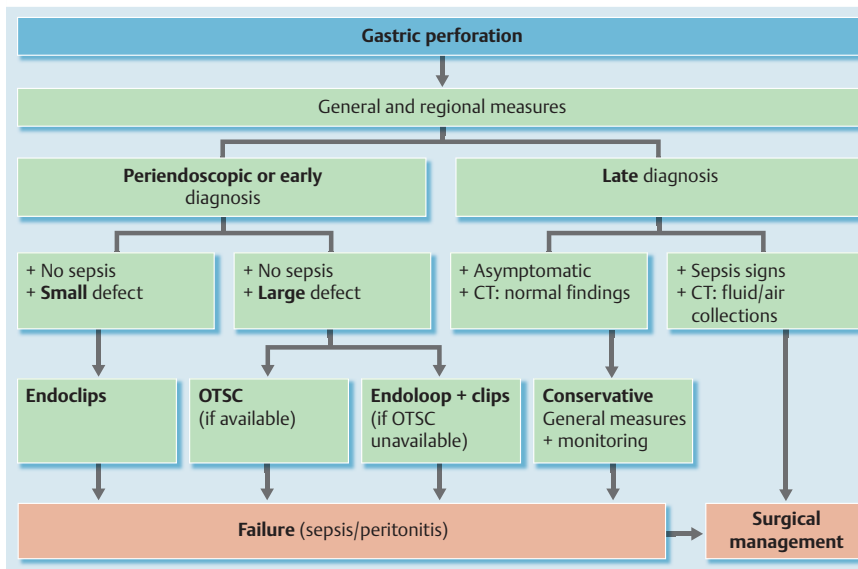 Gastric perforation
General and regional measures
Periendoscopic or early
diagnosis
Late diagnosis
+ No sepsis
+ Small defect
+ No sepsis
+ Large defect
+ Asymptomatic
+ CT: normal findings
+ Sepsis signs
+ CT: fluid/air
collections
Endoclips
OTSC
(if available)
Endoloop + clips
(if OTSC
unavailable)
Conservative
General measures
+ monitoring
Failure (sepsis/peritonitis)
Surgical
management